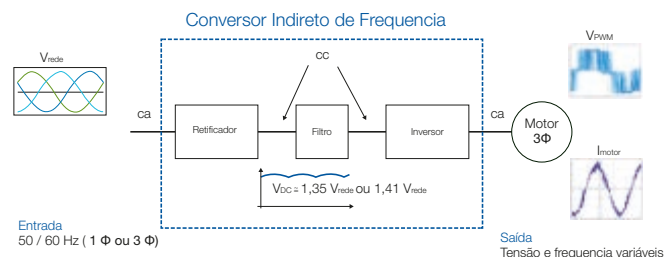 Conversor Indireto de Frequencia
Vrede
VPWM
cc
ca
Retificador
Filtro
Inversor
ca
Motor
3Φ
Imotor
VDC ≅ 1,35 Vrede ou 1,41 Vrede
Entrada
50 / 60 Hz ( 1 Φ ou 3 Φ)
Saída
Tensão e frequencia variáveis